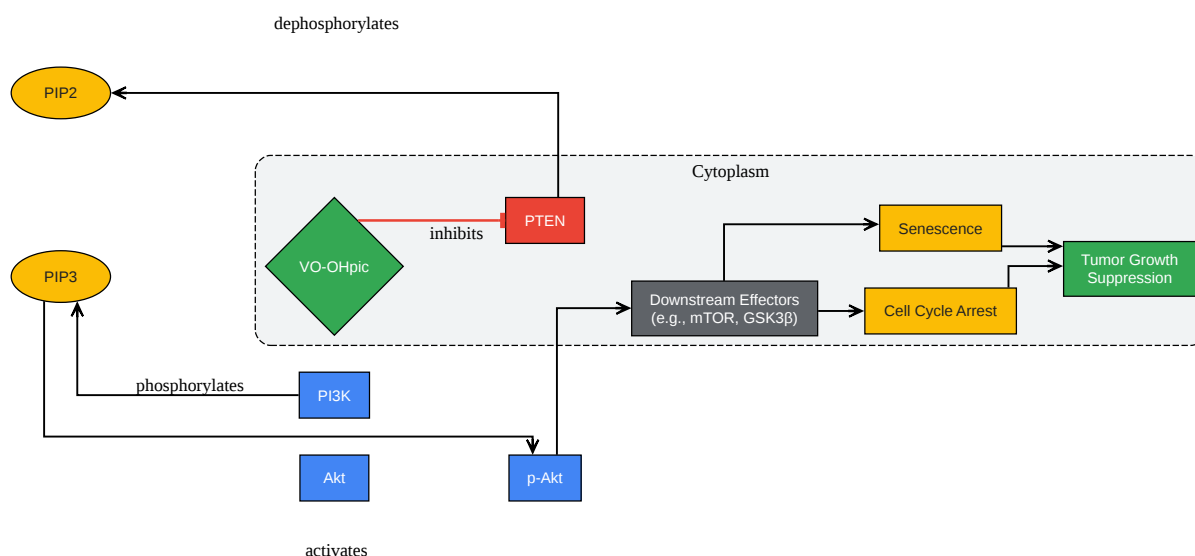 dephosphorylates
PIP2
Cytoplasm
PTEN
inhibits
Senescence
VO-OHpic
PIP3
Tumor Growth
Suppression
Downstream Effectors
(e.g., mTOR, GSK3β)
Cell Cycle Arrest
phosphorylates
PI3K
Akt
p-Akt
activates